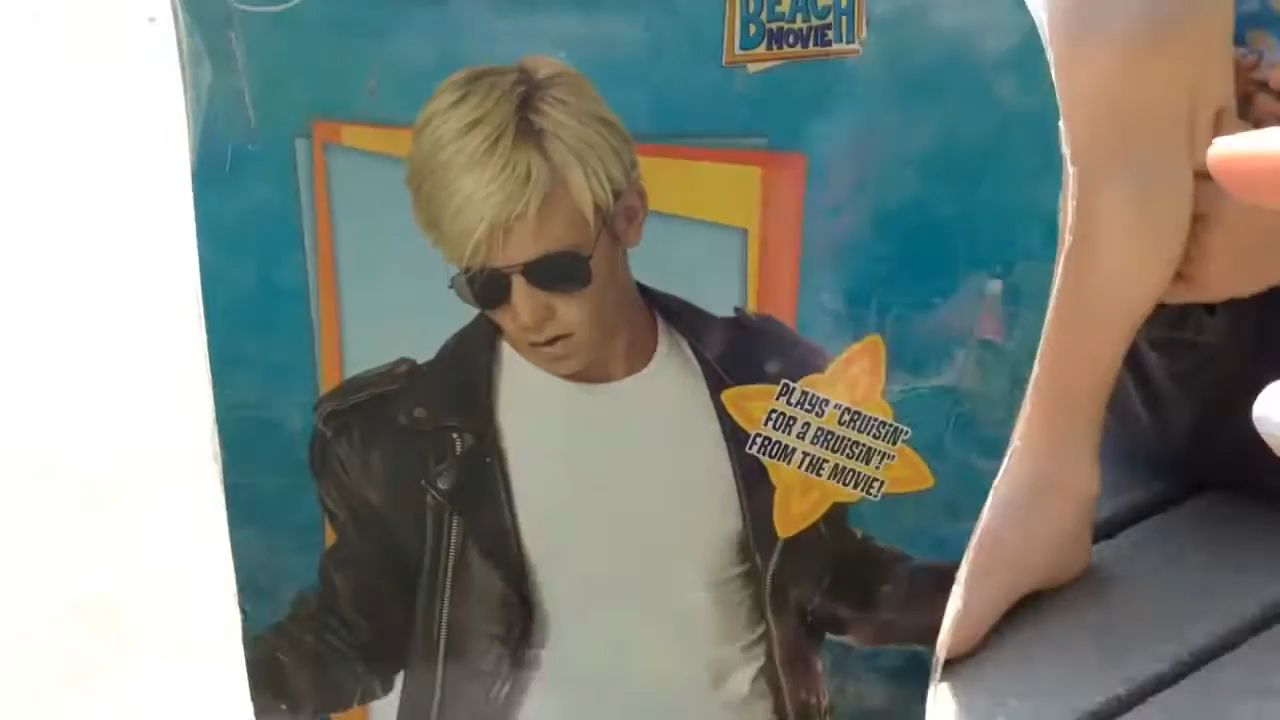 BEACH
MOVIE
PLAYS "CRUISIN'
FOR a BRUISIN'!"
FROM THE MOVIE!